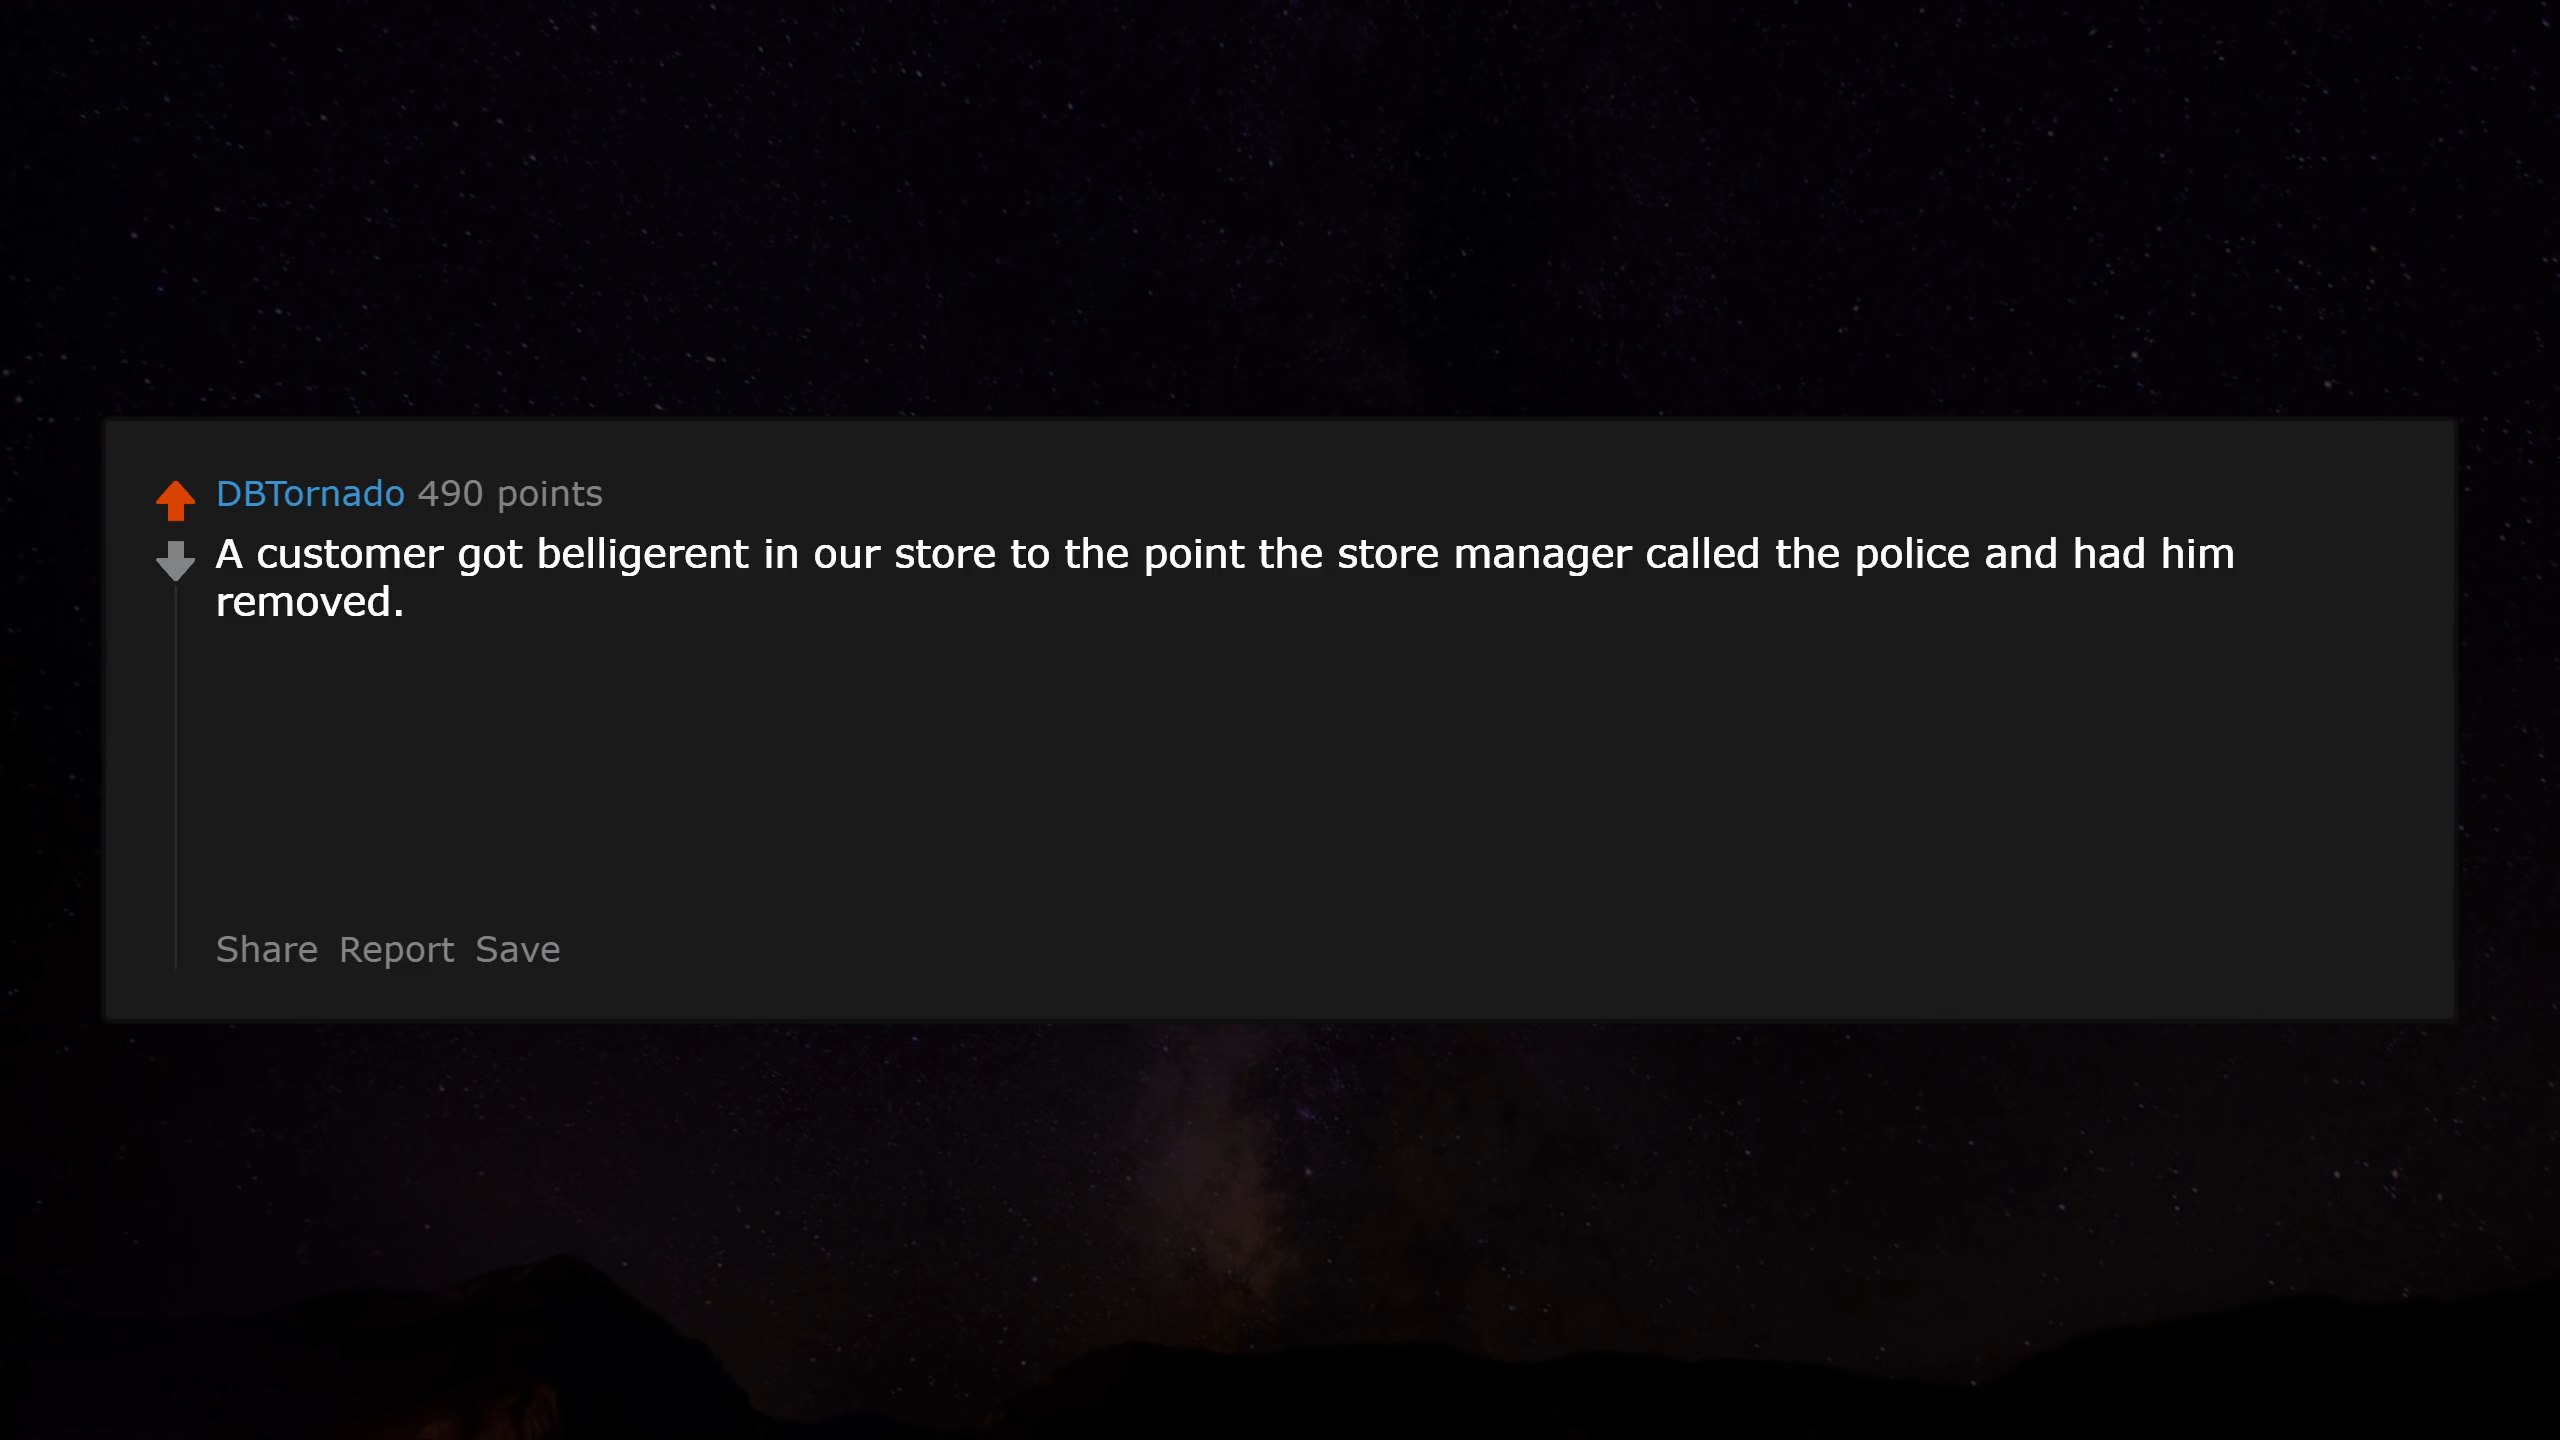 DBTornado 490 points
A customer got belligerent in our store to the point the store manager called the police and had him
removed.
Share Report Save